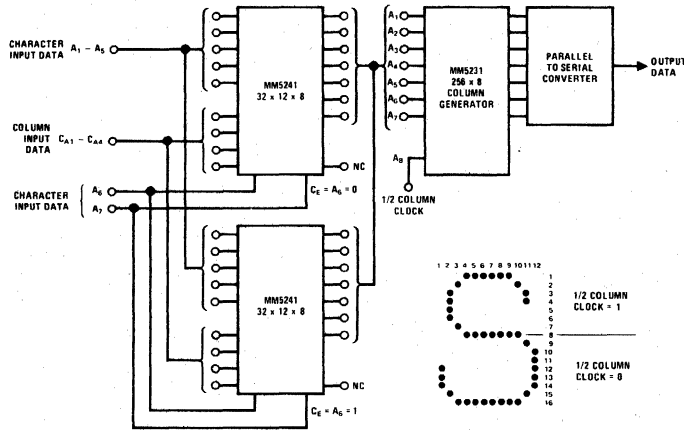 CHARACTER
INPUT DATA A1 – A5
COLUMN
INPUT CA1 – CA4
DATA
CHARACTER
INPUT DATA
A6
A7
MM5241
32 x 12 x 8
NC
CE = A6 = 0
MM5241
32 x 12 x 8
NC
CE = A6 = 1
A1
A2
A3
A4
A5
A6
A7
A8
MM5231
256 x 8
COLUMN
GENERATOR
1/2 COLUMN
CLOCK
PARALLEL
TO SERIAL
CONVERTER
OUTPUT
DATA
1 2 3 4 5 6 7 8 9 10 11 12
1
2
3
4
5
6
7
8
9
10
11
12
13
14
15
16
1/2 COLUMN
CLOCK = 1
1/2 COLUMN
CLOCK = 0